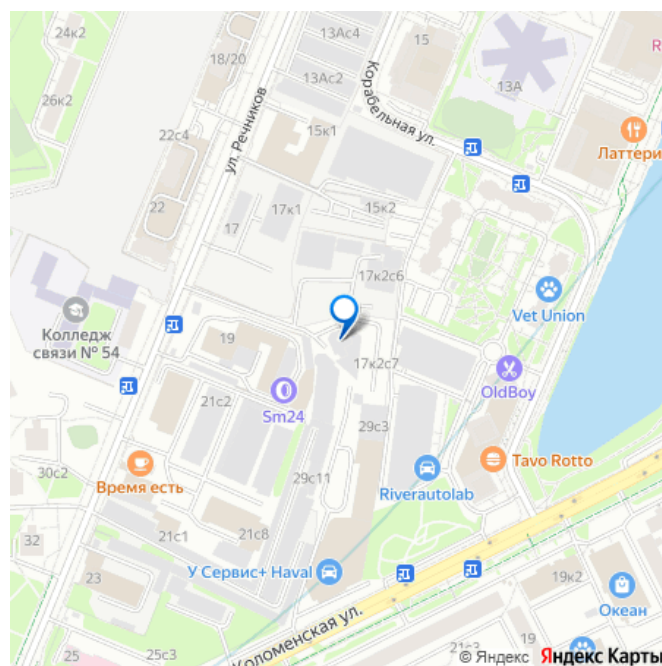 24к2
13Ас4
15
18/20
13Ас2
13А
26к2
Корабельная ул.
22с4
15к1
ул. Речников
Латтери
22
17
17к1
15к2
17к2с6
Vet Union
Колледж
связи № 54
19
17к2с7
OldBoy
21с2
Sm24
29с3
30с2
Время есть
29с11
Tavo Rotto
Riverautolab
32
21с1
21с8
23
У Сервис+ Haval
19к2
Океан
Коломенская ул.
25
25с3
21с3
© Яндекс Яндекс Карты